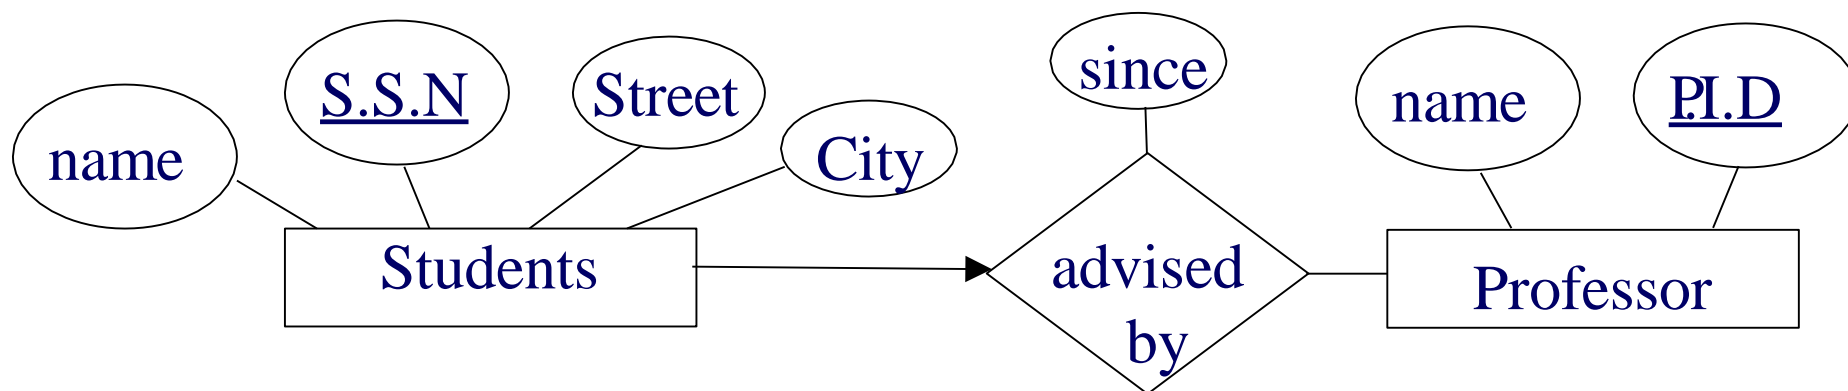 name
S.S.N
Street
City
since
name
P.I.D
Students
advised
by
Professor